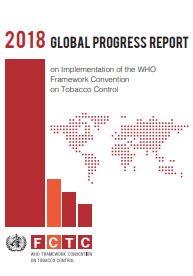 2018 GLOBAL PROGRESS REPORT
on Implementation of the WHO
Framework Convention
on Tobacco Control
FCTC
WHO FRAMEWORK CONVENTION
ON TOBACCO CONTROL